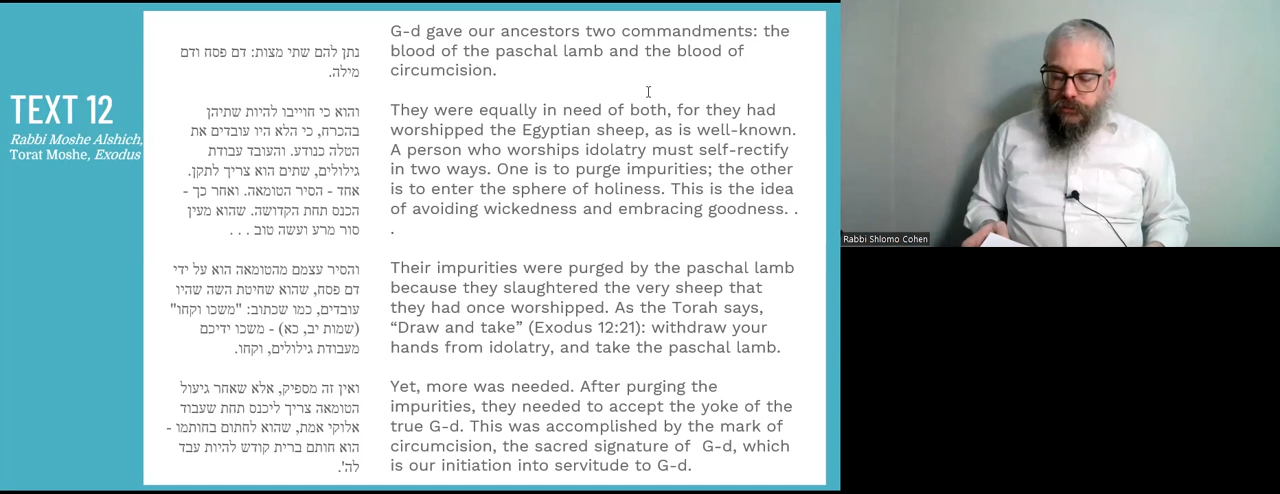 TEXT 12
Rabbi Moshe Alshich,
Torat Moshe, Exodus
נתן להם שתי מצות: דם פסח ודם
מילה.
והוא כי חוייבו להיות שתיהן
בהכרח, כי הלא היו עובדים את
הטלה כנודע. והעובד עבודת
גילולים, שתים הוא צריך לתקן.
אחד - הסיר הטומאה. ואחר כך -
הכנס תחת הקדושה. שהוא מעין
סור מרע ועשה טוב . . .
והסיר עצמם מהטומאה הוא על ידי
דם פסח, שהוא שחיטת השה שהיו
עובדים, כמו שכתוב: "משכו וקחו"
(שמות יב, כא) - משכו ידיכם
מעבודת גילולים, וקחו.
ואין זה מספיק, אלא שאחר גיעול
הטומאה צריך ליכנס תחת שעבוד
אלוקי אמת, שהוא לחתום בחותמו -
הוא חותם ברית קודש להיות עבד
לה'.
G-d gave our ancestors two commandments: the
blood of the paschal lamb and the blood of
circumcision.
They were equally in need of both, for they had
worshipped the Egyptian sheep, as is well-known.
A person who worships idolatry must self-rectify
in two ways. One is to purge impurities; the other
is to enter the sphere of holiness. This is the idea
of avoiding wickedness and embracing goodness. .
.
Their impurities were purged by the paschal lamb
because they slaughtered the very sheep that
they had once worshipped. As the Torah says,
“Draw and take” (Exodus 12:21): withdraw your
hands from idolatry, and take the paschal lamb.
Yet, more was needed. After purging the
impurities, they needed to accept the yoke of the
true G-d. This was accomplished by the mark of
circumcision, the sacred signature of  G-d, which
is our initiation into servitude to G-d.
Rabbi Shlomo Cohen